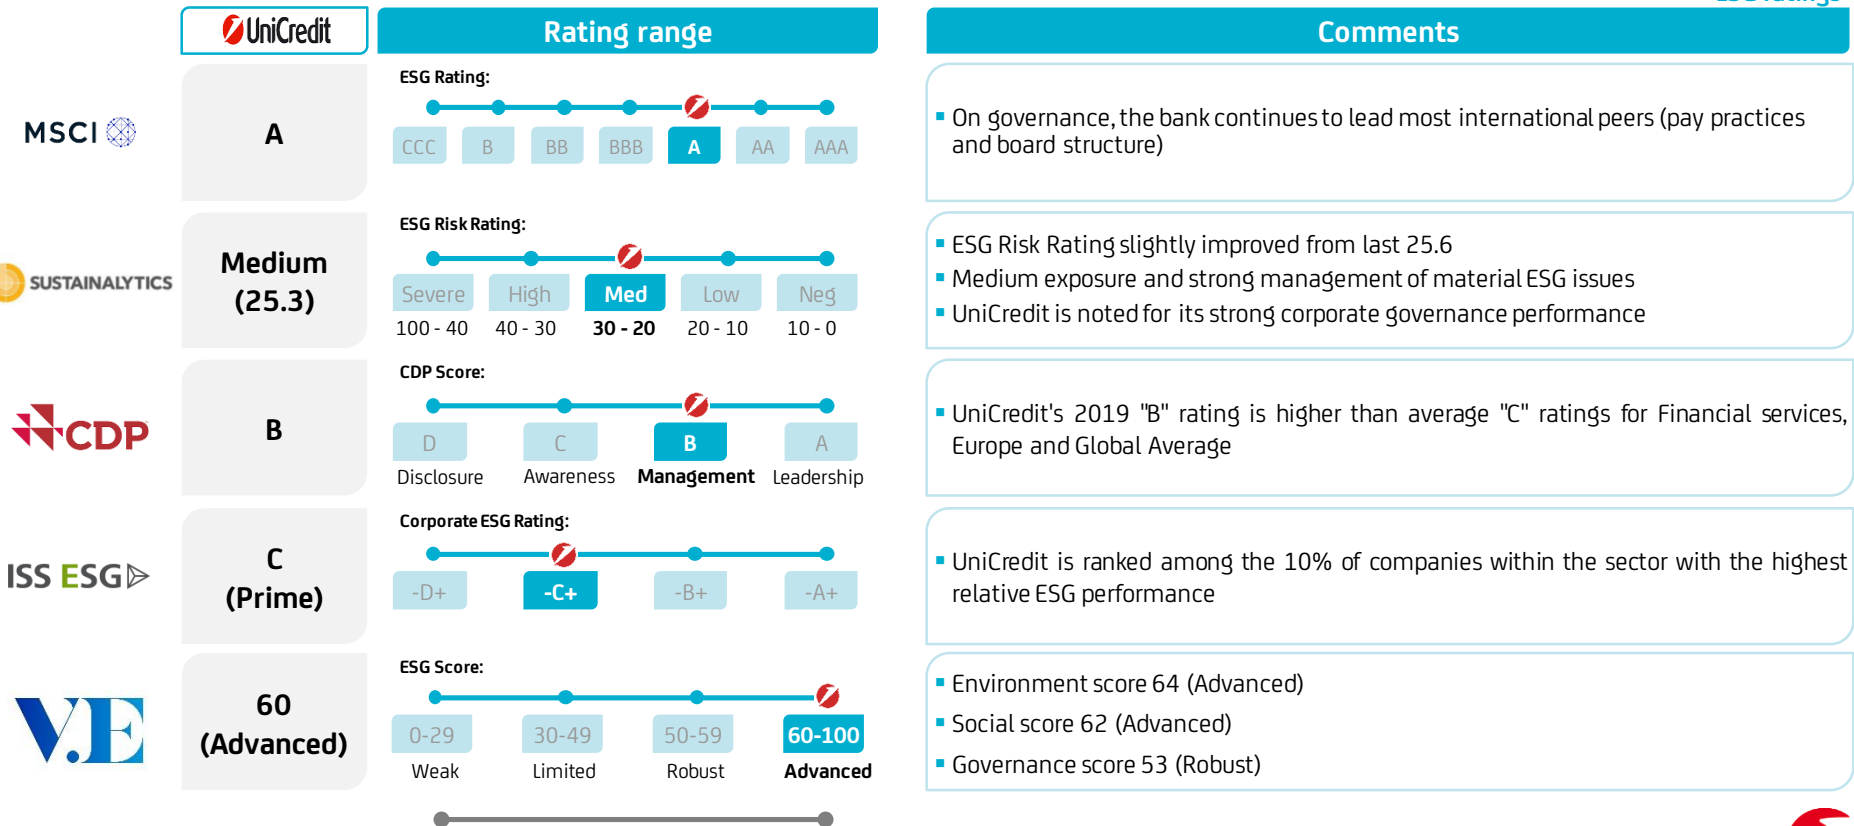 ESG ratings
UniCredit
Rating range
Comments
MSCI
A
ESG Rating:
CCC B BB BBB A AA AAA
On governance, the bank continues to lead most international peers (pay practices
and board structure)
SUSTAINALYTICS
Medium
(25.3)
ESG Risk Rating:
Severe High Med Low Neg
100 - 40 40 - 30 30 - 20 20 - 10 10 - 0
ESG Risk Rating slightly improved from last 25.6
Medium exposure and strong management of material ESG issues
UniCredit is noted for its strong corporate governance performance
CDP
B
CDP Score:
D C B A
Disclosure Awareness Management Leadership
UniCredit's 2019 "B" rating is higher than average "C" ratings for Financial services,
Europe and Global Average
ISS ESG
C
(Prime)
Corporate ESG Rating:
-D+ -C+ -B+ -A+
UniCredit is ranked among the 10% of companies within the sector with the highest
relative ESG performance
V.E
60
(Advanced)
ESG Score:
0-29 30-49 50-59 60-100
Weak Limited Robust Advanced
Environment score 64 (Advanced)
Social score 62 (Advanced)
Governance score 53 (Robust)